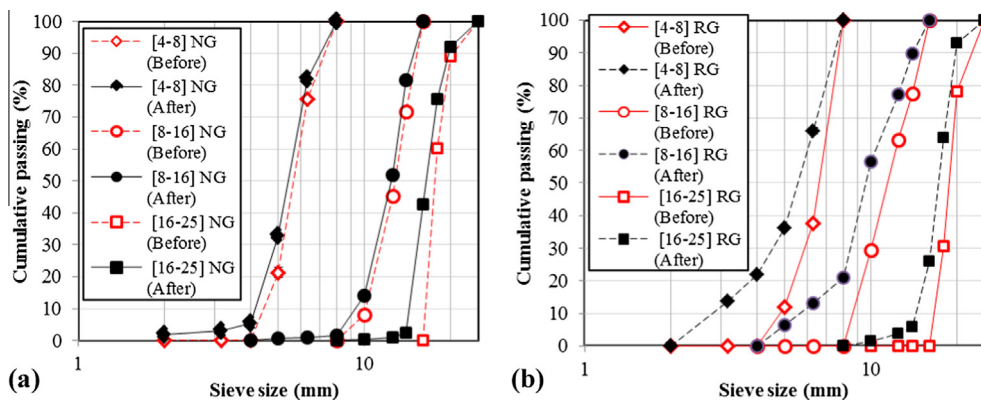 100
90
80
70
60
50
40
30
20
10
0
Cumulative passing (%)
[4-8] NG
(Before)
[4-8] NG
(After)
[8-16] NG
(Before)
[8-16] NG
(After)
[16-25] NG
(Before)
[16-25] NG
(After)
1
10
Sieve size (mm)
(a)
100
90
80
70
60
50
40
30
20
10
0
Cumulative passing (%)
[4-8] RG
(Before)
[4-8] RG
(After)
[8-16] RG
(Before)
[8-16] RG
(After)
[16-25] RG
(Before)
[16-25] RG
(After)
1
10
Sieve size (mm)
(b)